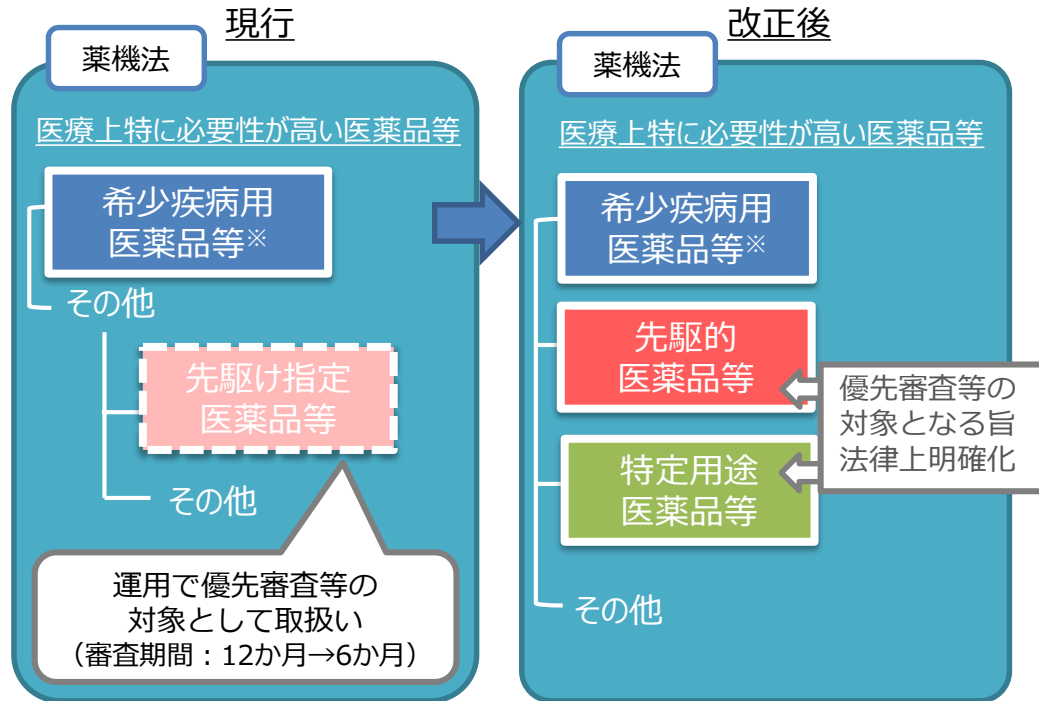 現行
薬機法
医療上特に必要性が高い医薬品等
希少疾病用
医薬品等※
その他
先駆け指定
医薬品等
その他
運用で優先審査等の
対象として取扱い
（審査期間：12か月→6か月）
改正後
薬機法
医療上特に必要性が高い医薬品等
希少疾病用
医薬品等※
先駆的
医薬品等
優先審査等の
対象となる旨
法律上明確化
特定用途
医薬品等
その他